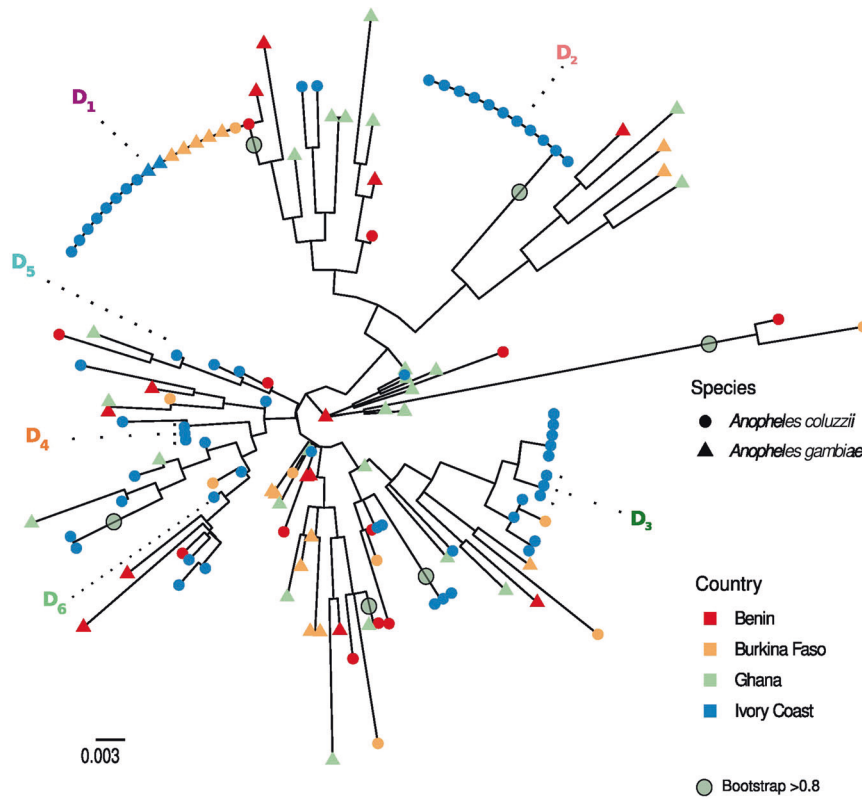 D2
D1
D5
Species
Anopheles coluzzii
Anopheles gambiae
D4
D3
Country
Benin
D6
Burkina Faso
Ghana
Ivory Coast
0.003
Bootstrap >0.8